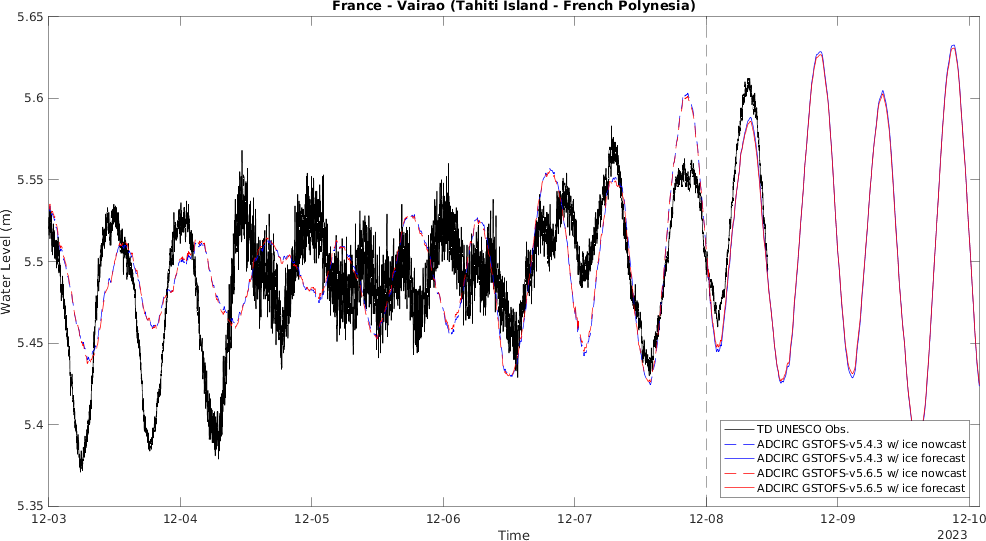 France - Vairao (Tahiti Island - French Polynesia)
5.65
5.6
5.55
5.5
5.45
5.4
5.35
Water Level (m)
TD UNESCO Obs.
ADCIRC GSTOFS-v5.4.3 w/ ice nowcast
ADCIRC GSTOFS-v5.4.3 w/ ice forecast
ADCIRC GSTOFS-v5.6.5 w/ ice nowcast
ADCIRC GSTOFS-v5.6.5 w/ ice forecast
12-03 12-04 12-05 12-06 12-07 12-08 12-09 12-10
Time
2023